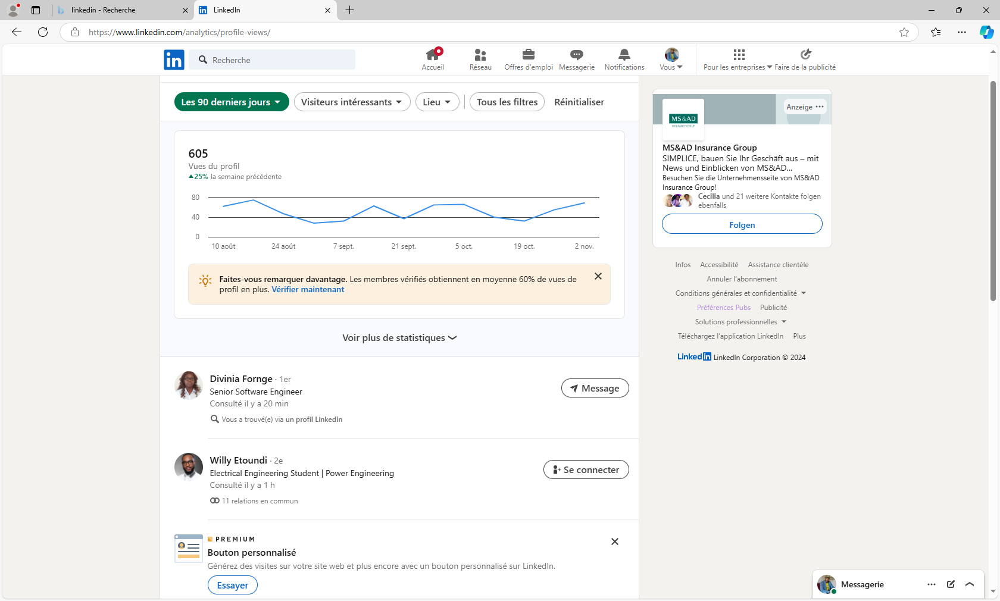 linkedin - Recherche
LinkedIn
https://www.linkedin.com/analytics/profile-views/
in
Recherche
Accueil
Réseau
Offres d'emploi
Messagerie
Notifications
Vous
Pour les entreprises
Faire de la publicité
Les 90 derniers jours
Visiteurs intéressants
Lieu
Tous les filtres
Réinitialiser
605
Vues du profil
25% la semaine précédente
80
40
0
10 août 24 août 7 sept. 21 sept. 5 oct. 19 oct. 2 nov.
Faites-vous remarquer davantage. Les membres vérifiés obtiennent en moyenne 60% de vues de
profil en plus. Vérifier maintenant
Voir plus de statistiques
Divinia Fornge · 1er
Senior Software Engineer
Consulté il y a 20 min
Vous a trouvé(e) via un profil LinkedIn
Message
Willy Etoundi · 2e
Electrical Engineering Student | Power Engineering
Consulté il y a 1 h
11 relations en commun
Se connecter
PREMIUM
Bouton personnalisé
Générez des visites sur votre site web et plus encore avec un bouton personnalisé sur LinkedIn.
Essayer
Anzeige
MS&AD
INSURANCE GROUP
MS&AD Insurance Group
SIMPLICE, bauen Sie Ihr Geschäft aus – mit
News und Einblicken von MS&AD...
Besuchen Sie die Unternehmensseite von MS&AD
Insurance Group!
Cecilia und 21 weitere Kontakte folgen
ebenfalls
Folgen
Infos Accessibilité Assistance clientèle
Annuler l'abonnement
Conditions générales et confidentialité
Préférences Pubs Publicité
Solutions professionnelles
Téléchargez l'application LinkedIn Plus
LinkedIn LinkedIn Corporation © 2024
Messagerie